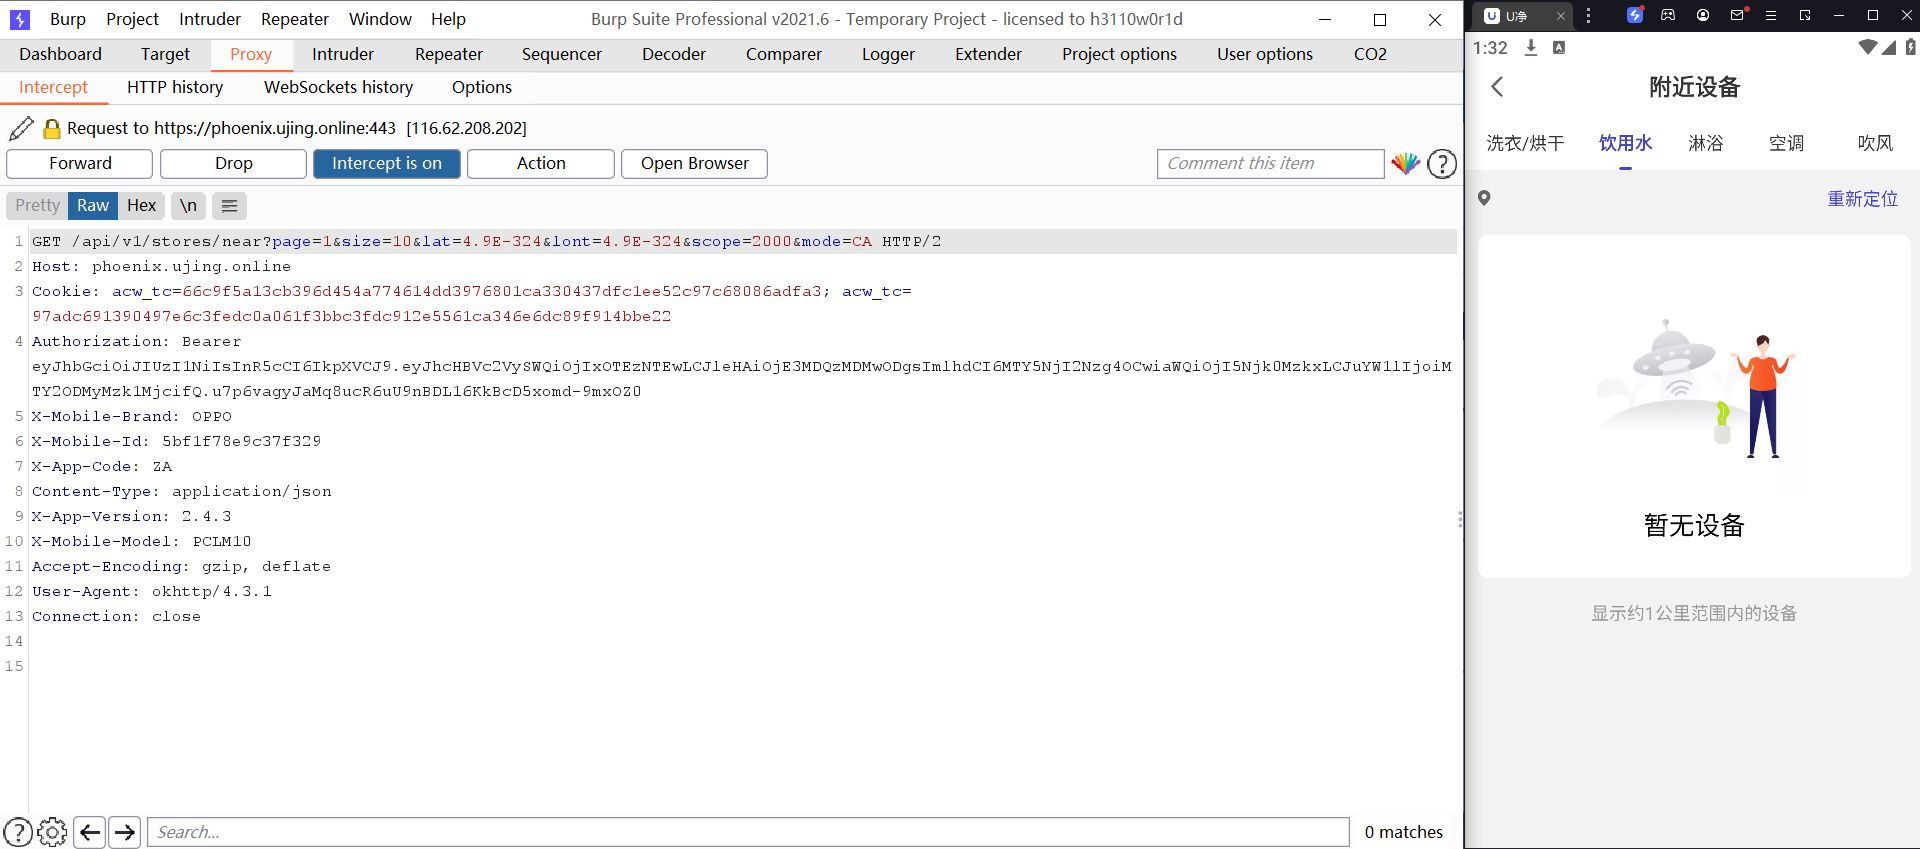 Burp Project Intruder Repeater Window Help Burp Suite Professional v2021.6 - Temporary Project - licensed to h3110w0r1d
Dashboard Target Proxy Intruder Repeater Sequencer Decoder Comparer Logger Extender Project options User options CO2
Intercept HTTP history WebSockets history Options
Request to https://phoenix.ujing.online:443 [116.62.208.202]
Forward Drop Intercept is on Action Open Browser Comment this item
Pretty Raw Hex \n
1 GET /api/v1/stores/near?page=1&size=10&lat=4.9E-324&lont=4.9E-324&scope=2000&mode=CA HTTP/2
2 Host: phoenix.ujing.online
3 Cookie: acw_tc=66c9f5a13cb396d454a774614dd3976801ca330437dfc1ee52c97c68086adfa3; acw_tc=
97adc691390497e6c3fedc0a061f3bbc3fdc912e5561ca346e6dc89f914bbe22
4 Authorization: Bearer
eyJhbGciOiJIUzI1NiIsInR5cCI6IkpXVCJ9.eyJhcHBVc2VySWQiOjIxOTEzNTEwLCJleHAiOjE3MDQzMDMwODgsImlhdCI6MTY5NjI2Nzg4OCwiaWQiOjI5Njk0MzkxLCJuYW1lIjoiM
TY2ODMyMzk1MjcifQ.u7p6vagyJaMq8ucR6uU9nBDL16KkBcD5xomd-9mxOZ0
5 X-Mobile-Brand: OPPO
6 X-Mobile-Id: 5bf1f78e9c37f329
7 X-App-Code: ZA
8 Content-Type: application/json
9 X-App-Version: 2.4.3
10 X-Mobile-Model: PCLM10
11 Accept-Encoding: gzip, deflate
12 User-Agent: okhttp/4.3.1
13 Connection: close
14
15
Search... 0 matches
U净
1:32
附近设备
洗衣/烘干 饮用水 淋浴 空调 吹风
重新定位
暂无设备
显示约1公里范围内的设备